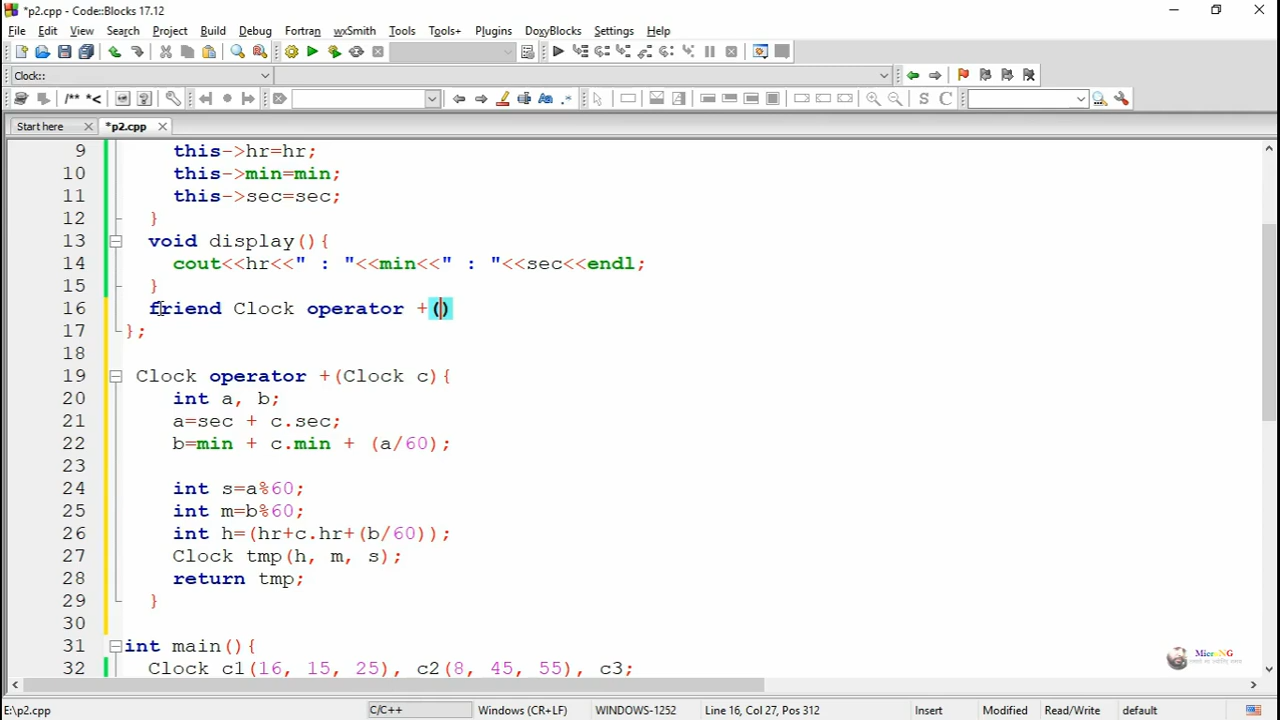 *p2.cpp - Code::Blocks 17.12
File Edit View Search Project Build Debug Fortran wxSmith Tools Tools+ Plugins DoxyBlocks Settings Help
Clock::
/** *<
S C
Start here *p2.cpp
9 this->hr=hr;
10 this->min=min;
11 this->sec=sec;
12 }
13 void display(){
14 cout<<hr<<" : "<<min<<" : "<<sec<<endl;
15 }
16 friend Clock operator +()
17 };
18
19 Clock operator +(Clock c){
20 int a, b;
21 a=sec + c.sec;
22 b=min + c.min + (a/60);
23
24 int s=a%60;
25 int m=b%60;
26 int h=(hr+c.hr+(b/60));
27 Clock tmp(h, m, s);
28 return tmp;
29 }
30
31 int main(){
32 Clock c1(16, 15, 25), c2(8, 45, 55), c3;
MicroNG
E:\p2.cpp C/C++ Windows (CR+LF) WINDOWS-1252 Line 16, Col 27, Pos 312 Insert Modified Read/Write default